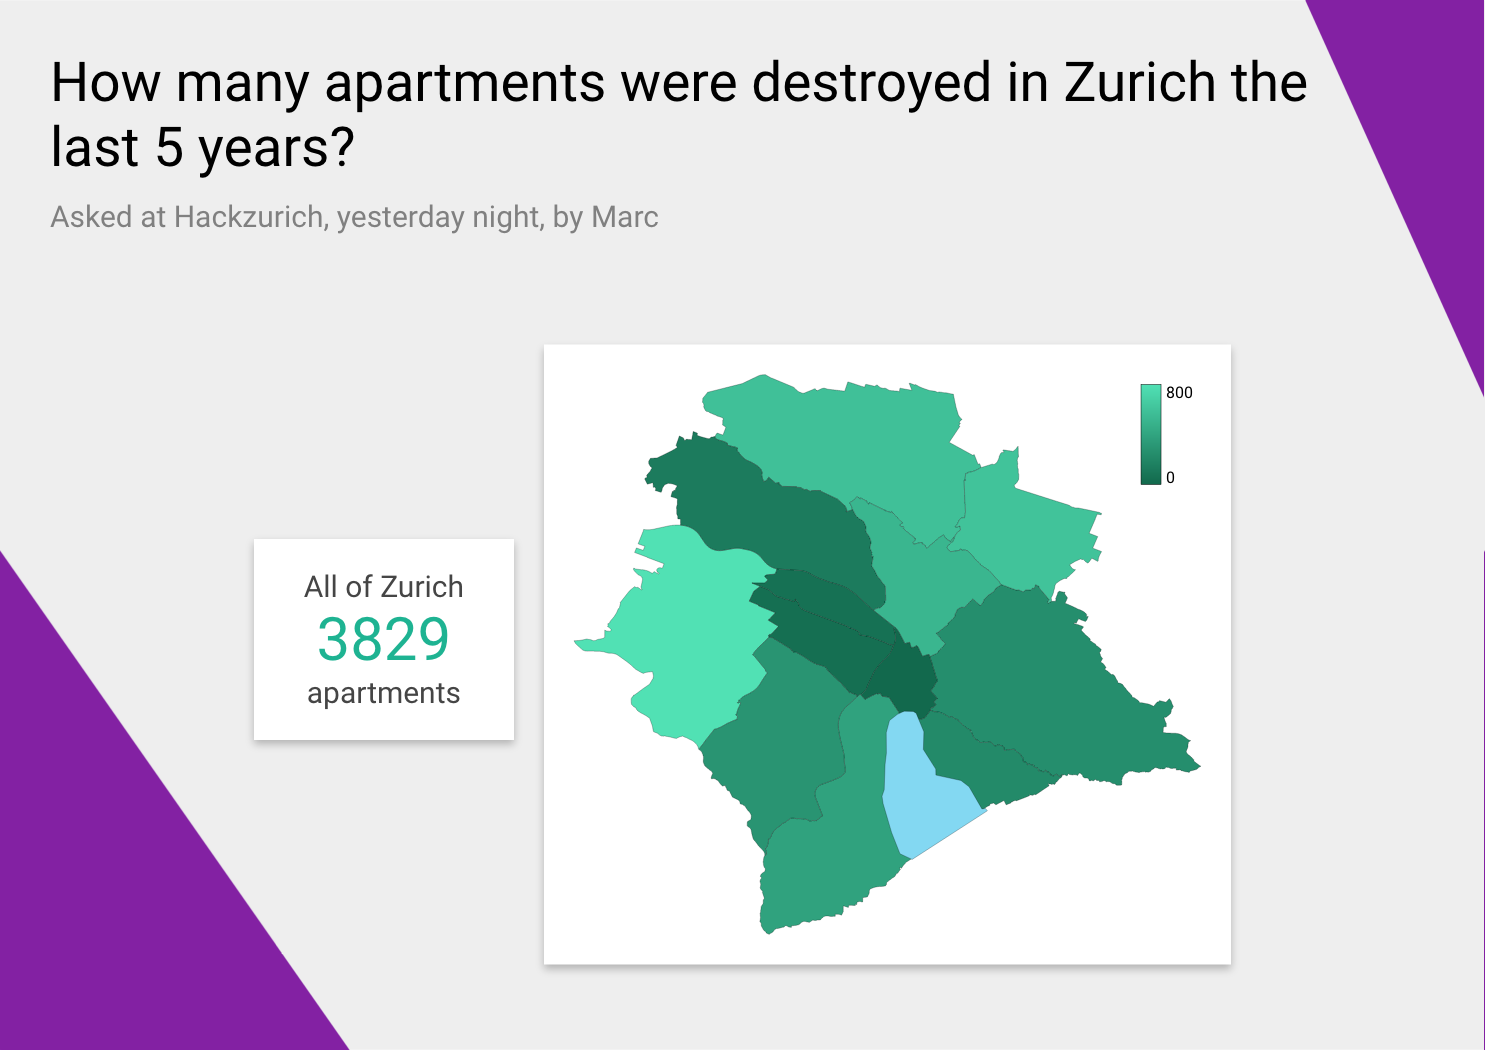 How many apartments were destroyed in Zurich the
last 5 years?
Asked at Hackzurich, yesterday night, by Marc
800
0
All of Zurich
3829
apartments